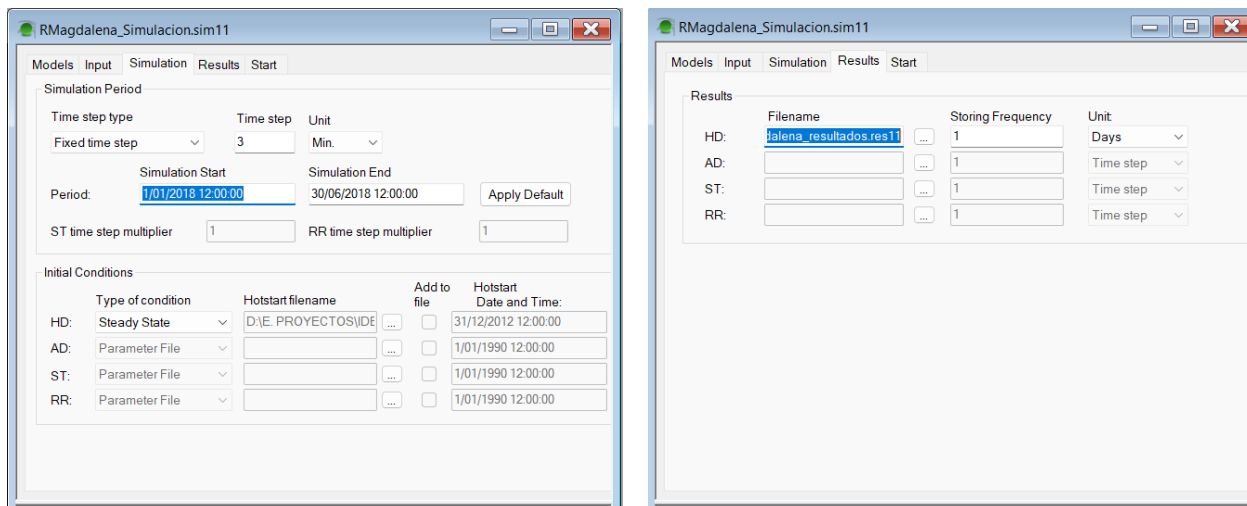 RMagdalena_Simulacion.sim11
Models Input Simulation Results Start
Simulation Period
Time step type Time step Unit
Fixed time step 3 Min.
Simulation Start Simulation End
Period: 1/01/2018 12:00:00 30/06/2018 12:00:00 Apply Default
ST time step multiplier 1 RR time step multiplier 1
Initial Conditions
Type of condition Hotstart filename Add to file Hotstart Date and Time:
HD: Steady State D:\E. PROYECTOS\IDE ... 31/12/2012 12:00:00
AD: Parameter File ... 1/01/1990 12:00:00
ST: Parameter File ... 1/01/1990 12:00:00
RR: Parameter File ... 1/01/1990 12:00:00
RMagdalena_Simulacion.sim11
Models Input Simulation Results Start
Results
Filename Storing Frequency Unit:
HD: dalena_resultados.res11 ... 1 Days
AD: ... 1 Time step
ST: ... 1 Time step
RR: ... 1 Time step